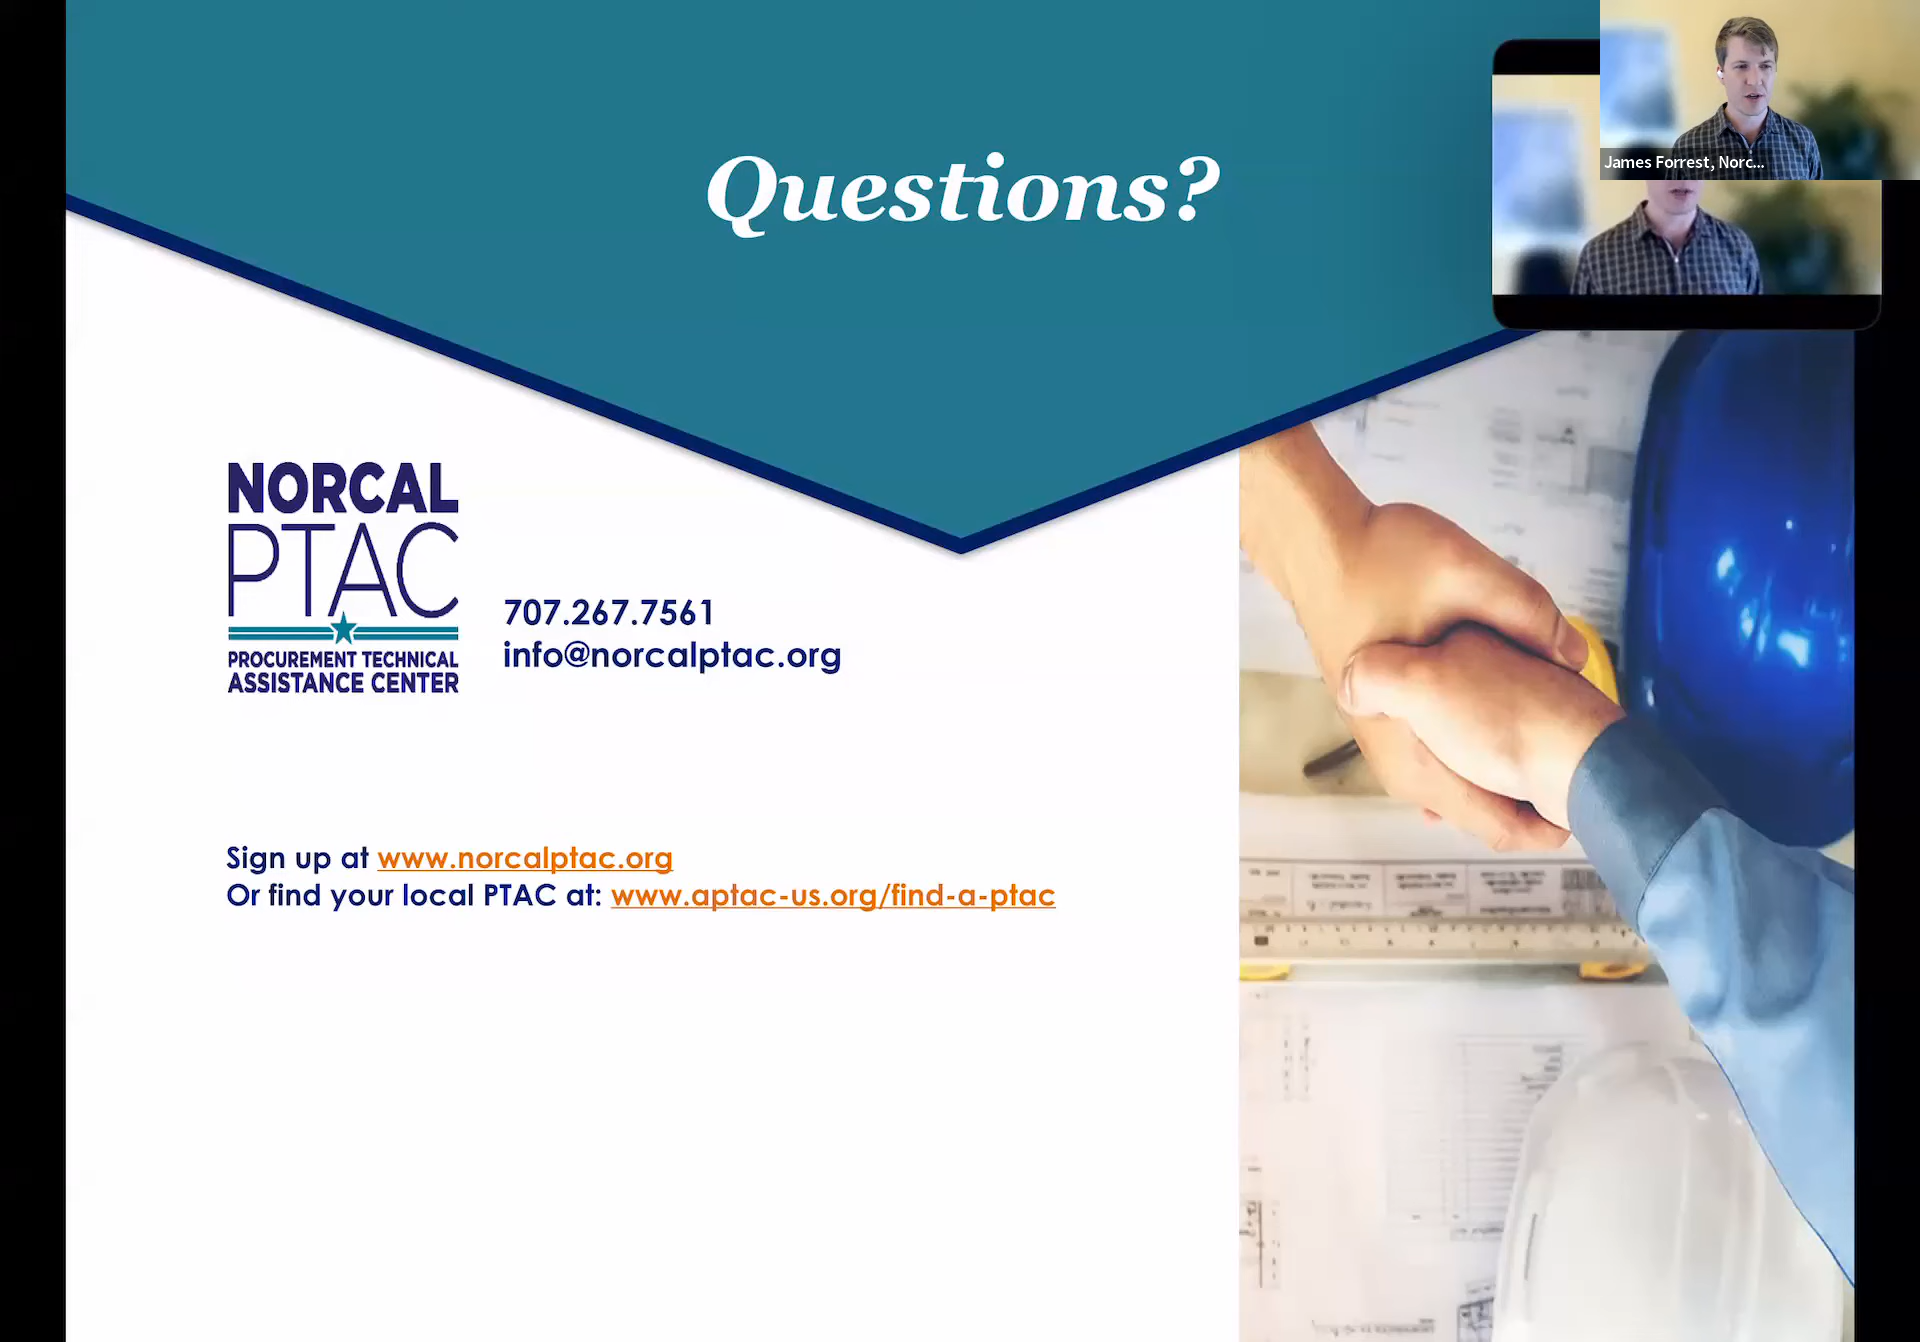 Questions?
James Forrest, Norc...
NORCAL
PTAC
PROCUREMENT TECHNICAL
ASSISTANCE CENTER
707.267.7561
info@norcalptac.org
Sign up at www.norcalptac.org
Or find your local PTAC at: www.aptac-us.org/find-a-ptac